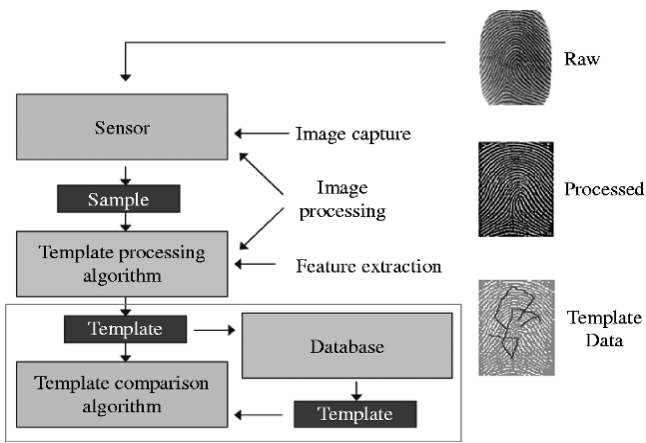 Raw
Sensor
Image capture
Sample
Image
processing
Processed
Template processing
algorithm
Feature extraction
Template
Database
Template
Data
Template comparison
algorithm
Template